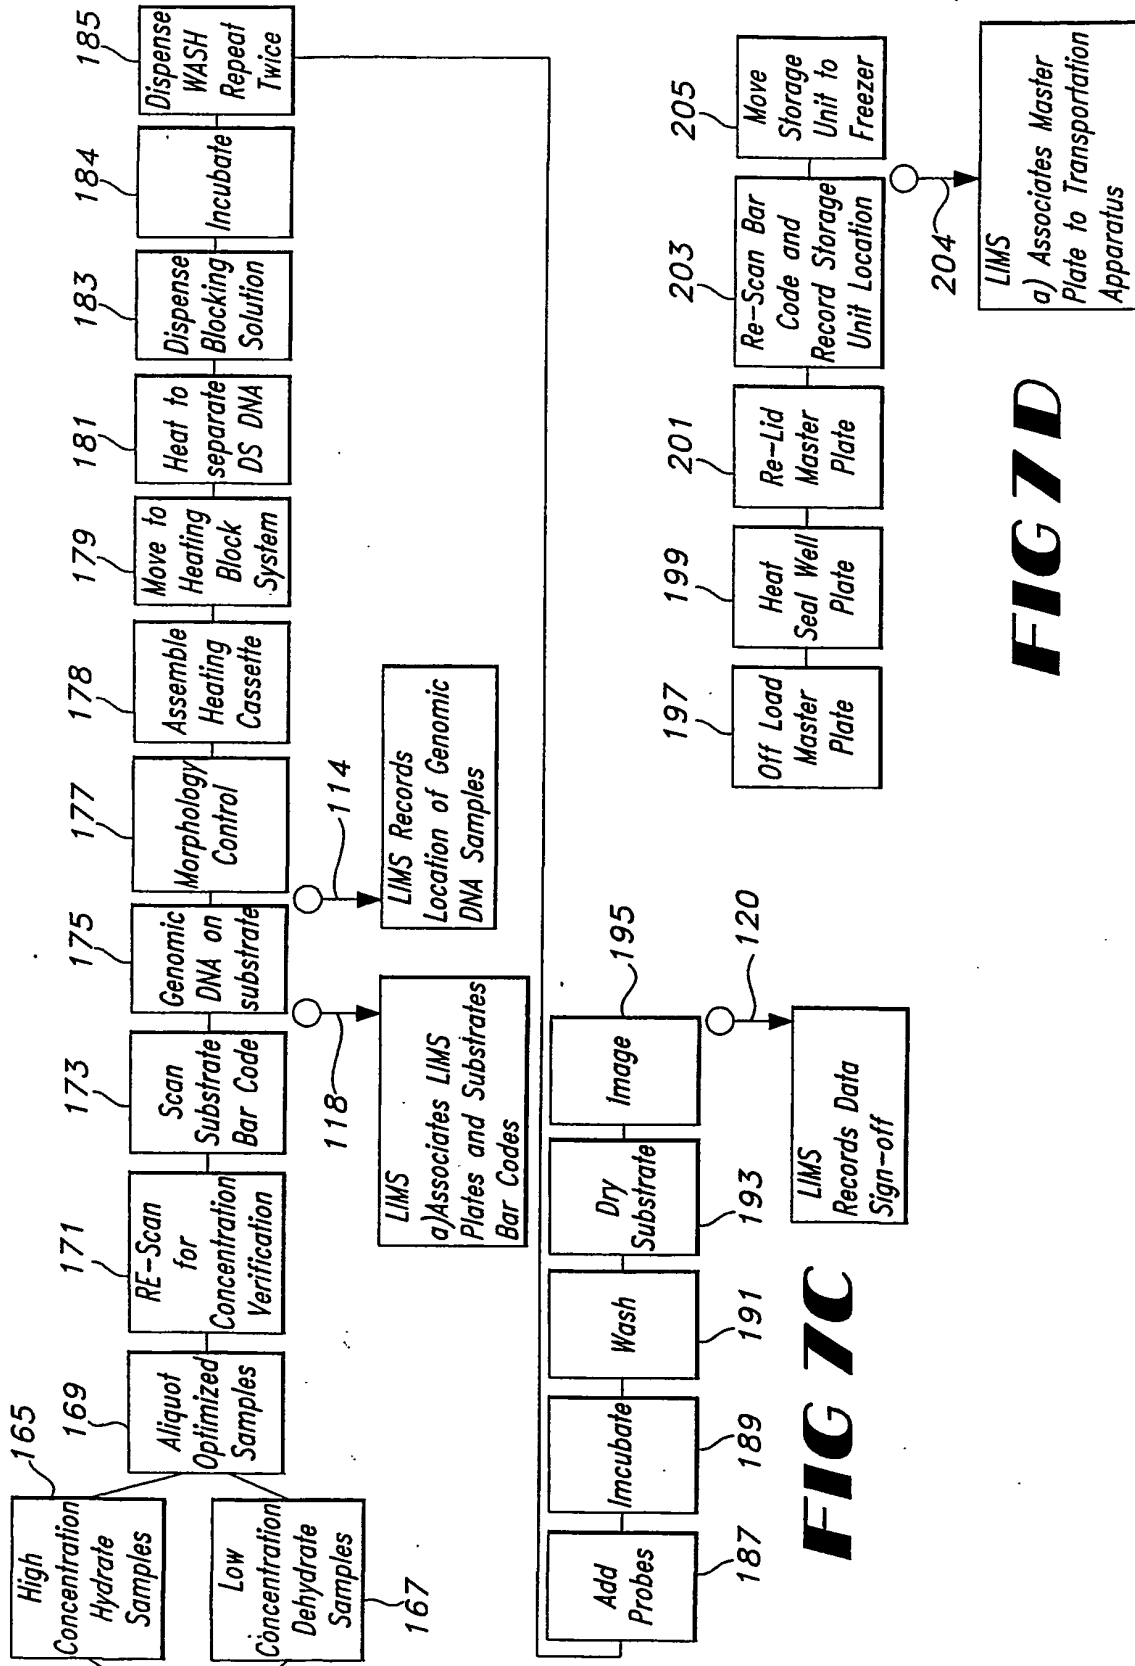 165
High
Concentration
Hydrate
Samples
Low
Concentration
Dehydrate
Samples
167
169
Aliquot
Optimized
Samples
171
RE-Scan
for
Concentration
Verification
173
Scan
Substrate
Bar Code
175
Genomic
DNA on
substrate
177
Morphology
Control
178
Assemble
Heating
Cassette
179
Move to
Heating
Block
System
181
Heat to
separate
DS DNA
183
Dispense
Blocking
Solution
184
Incubate
185
Dispense
WASH
Repeat
Twice
118
LIMS
a)Associates LIMS
Plates and Substrates
Bar Codes
114
LIMS Records
Location of Genomic
DNA Samples
Add
Probes
187
Imcubate
189
Wash
191
Dry
Substrate
193
Image
195
120
LIMS
Records Data
Sign-off
FIG 7C
197
Off Load
Master
Plate
199
Heat
Seal Well
Plate
201
Re-Lid
Master
Plate
203
Re-Scan Bar
Code and
Record Storage
Unit Location
205
Move
Storage
Unit to
Freezer
204
LIMS
a) Associates Master
Plate to Transportation
Apparatus
FIG 7D